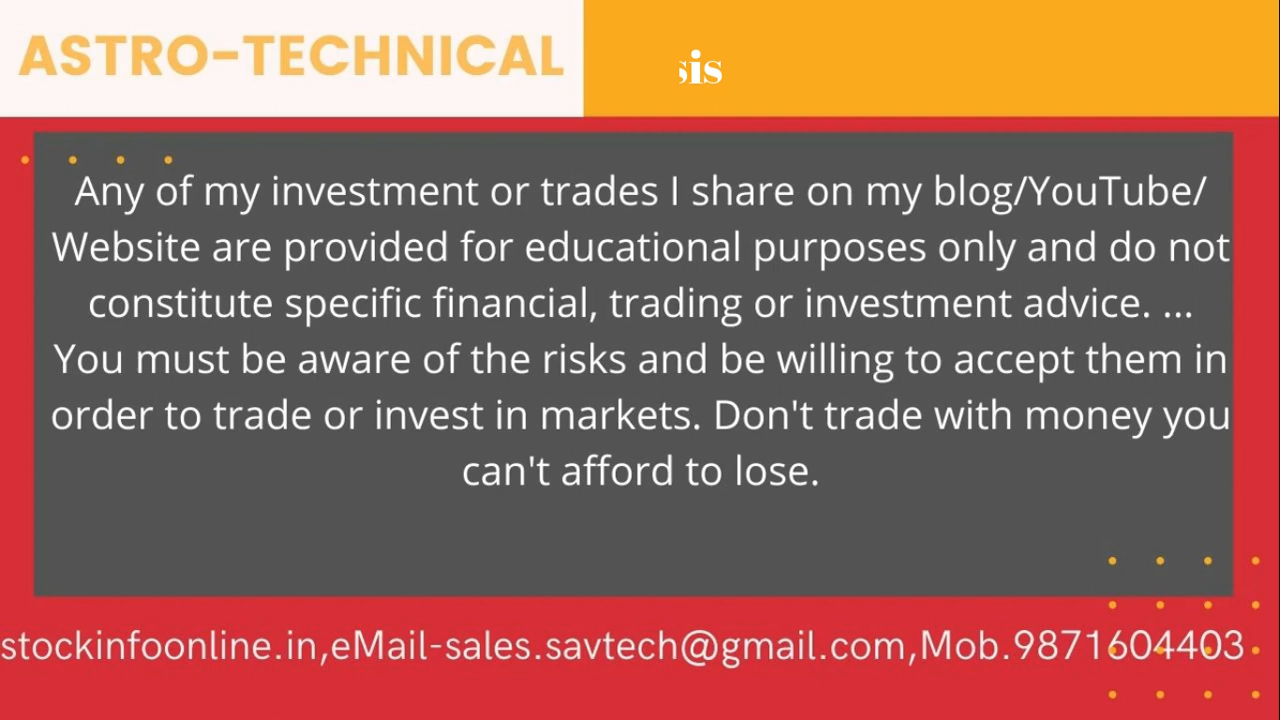 ASTRO-TECHNICAL
sis
Any of my investment or trades I share on my blog/YouTube/
Website are provided for educational purposes only and do not
constitute specific financial, trading or investment advice. ...
You must be aware of the risks and be willing to accept them in
order to trade or invest in markets. Don't trade with money you
can't afford to lose.
stockinfoonline.in,eMail-sales.savtech@gmail.com,Mob.9871604403